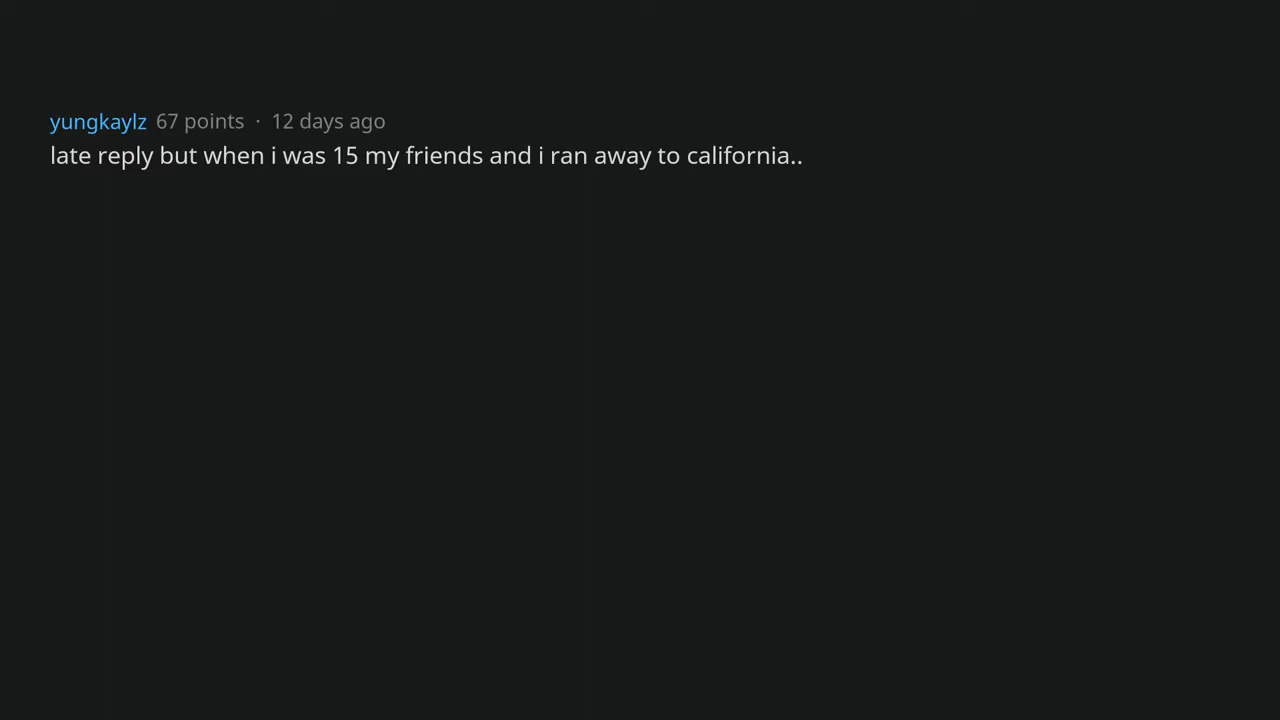 yungkaylz 67 points · 12 days ago
late reply but when i was 15 my friends and i ran away to california..